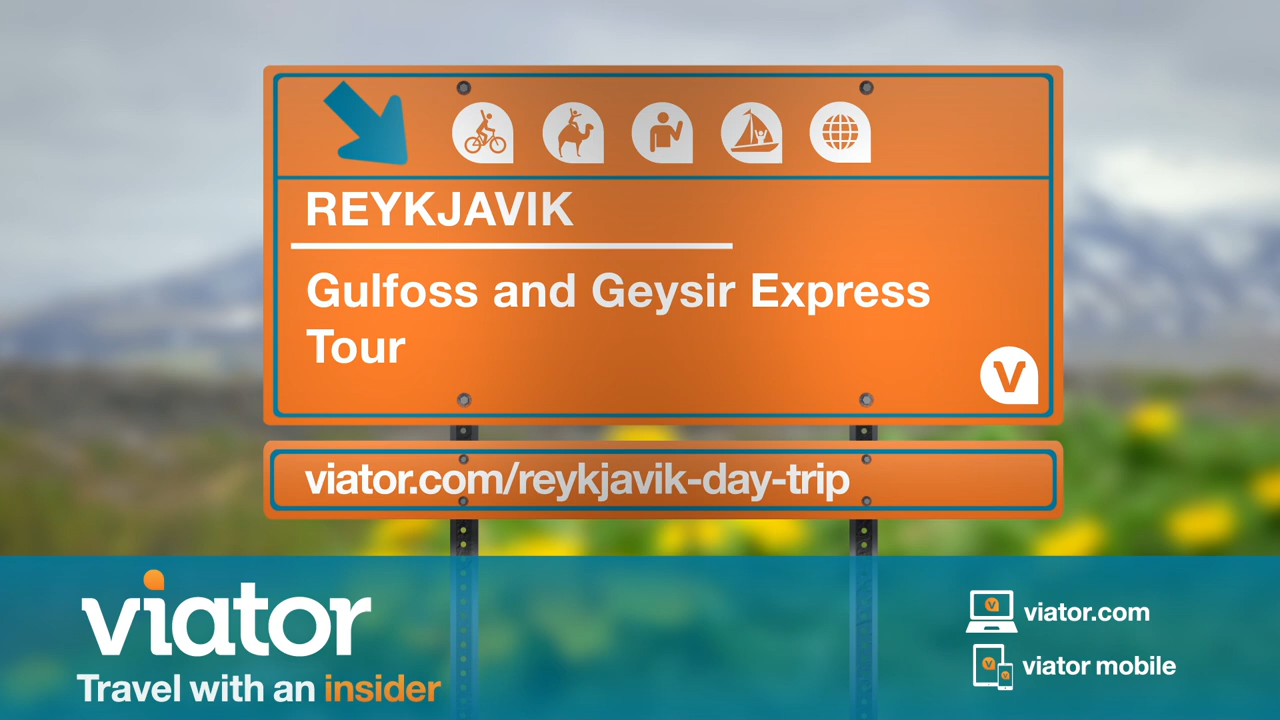 REYKJAVIK
Gulfoss and Geysir Express
Tour
V
viator.com/reykjavik-day-trip
viator
Travel with an insider
viator.com
viator mobile